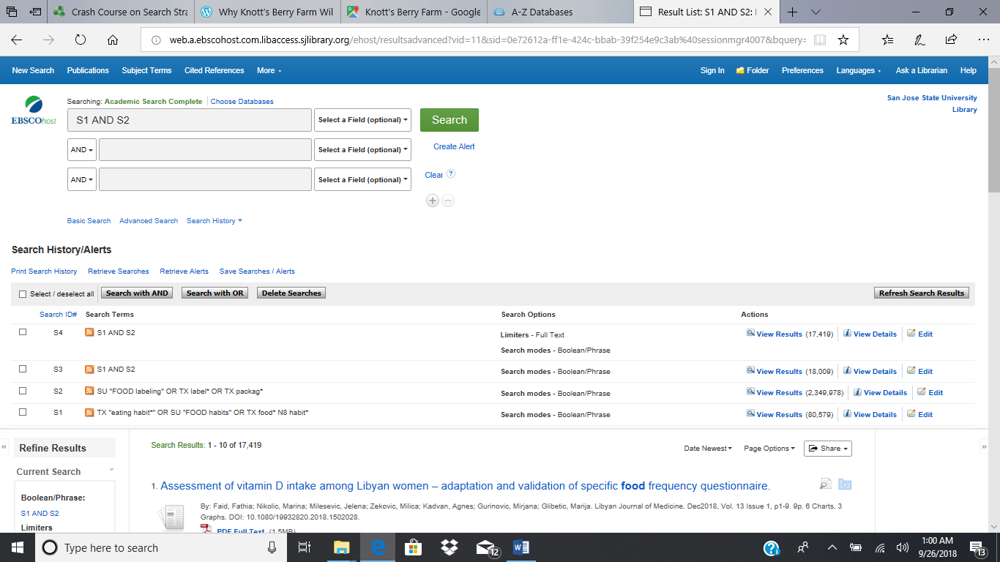 Crash Course on Search Stra
Why Knott's Berry Farm Wil
Knott's Berry Farm - Google
A-Z Databases
Result List: S1 AND S2:
web.a.ebscohost.com.libaccess.sjlibrary.org/ehost/resultsadvanced?vid=11&sid=0e72612a-ff1e-424c-bbab-39f254e9c3ab%40sessionmgr4007&bquery=
New Search Publications Subject Terms Cited References More Sign In Folder Preferences Languages Ask a Librarian Help
Searching: Academic Search Complete Choose Databases
San Jose State University
Library
EBSCOhost
S1 AND S2 Select a Field (optional) Search
AND Select a Field (optional) Create Alert
AND Select a Field (optional) Clear ?
Basic Search Advanced Search Search History
Search History/Alerts
Print Search History Retrieve Searches Retrieve Alerts Save Searches / Alerts
Select / deselect all Search with AND Search with OR Delete Searches Refresh Search Results
Search ID# Search Terms Search Options Actions
S4 S1 AND S2 Limiters - Full Text View Results (17,419) View Details Edit
Search modes - Boolean/Phrase
S3 S1 AND S2 Search modes - Boolean/Phrase View Results (18,009) View Details Edit
S2 SU "FOOD labeling" OR TX label* OR TX packag* Search modes - Boolean/Phrase View Results (2,349,978) View Details Edit
S1 TX "eating habit*" OR SU "FOOD habits" OR TX food* N8 habit* Search modes - Boolean/Phrase View Results (80,579) View Details Edit
Refine Results
Current Search
Boolean/Phrase:
S1 AND S2
Limiters
Search Results: 1 - 10 of 17,419
Date Newest Page Options Share
1. Assessment of vitamin D intake among Libyan women – adaptation and validation of specific food frequency questionnaire.
By: Faid, Fathia; Nikolic, Marina; Milesevic, Jelena; Zekovic, Milica; Kadvan, Agnes; Gurinovic, Mirjana; Glibetic, Marija. Libyan Journal of Medicine. Dec2018, Vol. 13 Issue 1, p1-9. 9p. 6 Charts, 3
Graphs. DOI: 10.1080/19932820.2018.1502028.
PDF Full Text (1.5MB)
Type here to search
12
1:00 AM
9/26/2018
13